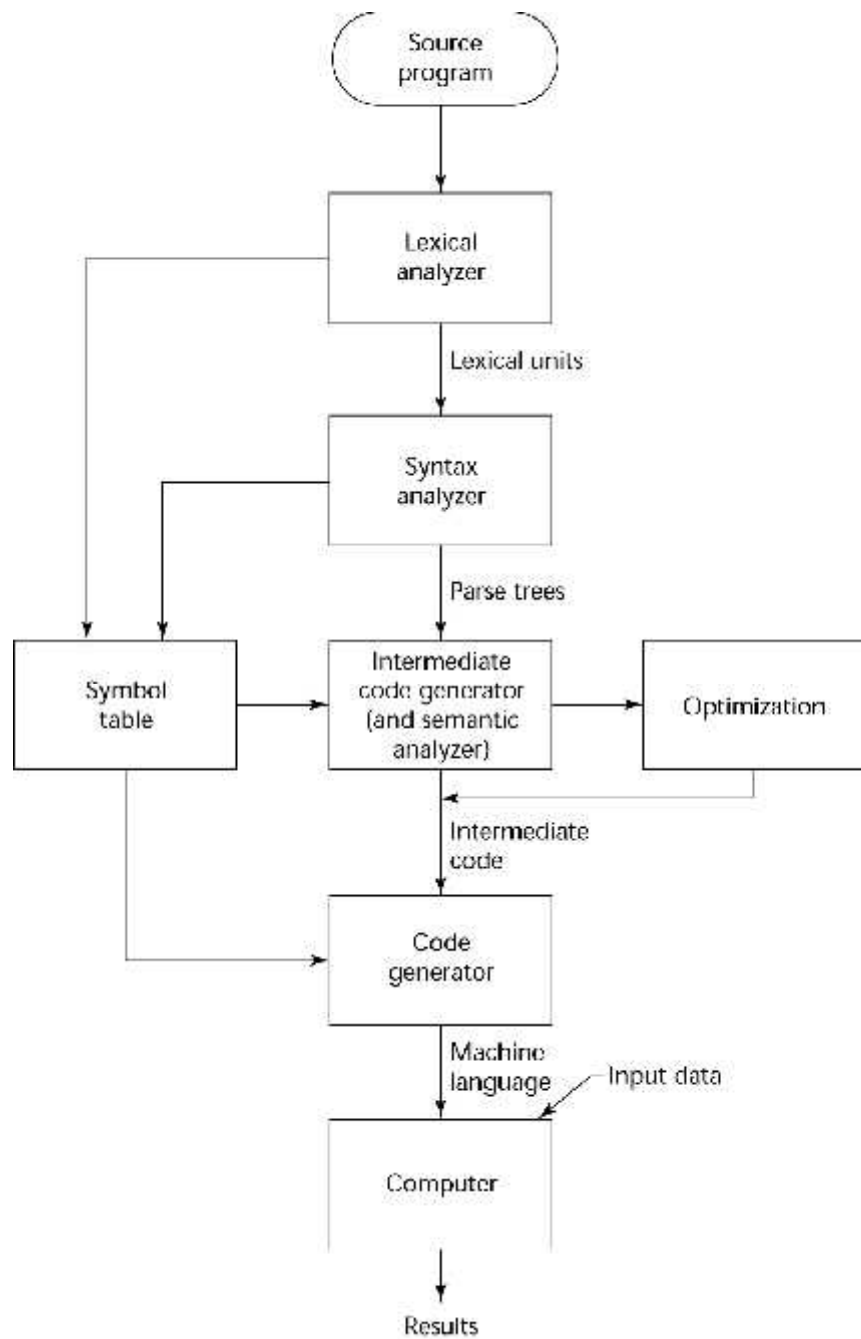 Source
program
Lexical
analyzer
Lexical units
Syntax
analyzer
Parse trees
Symbol
table
Intermediate
code generator
(and semantic
analyzer)
Optimization
Intermediate
code
Code
generator
Machine
language
Input data
Computer
Results